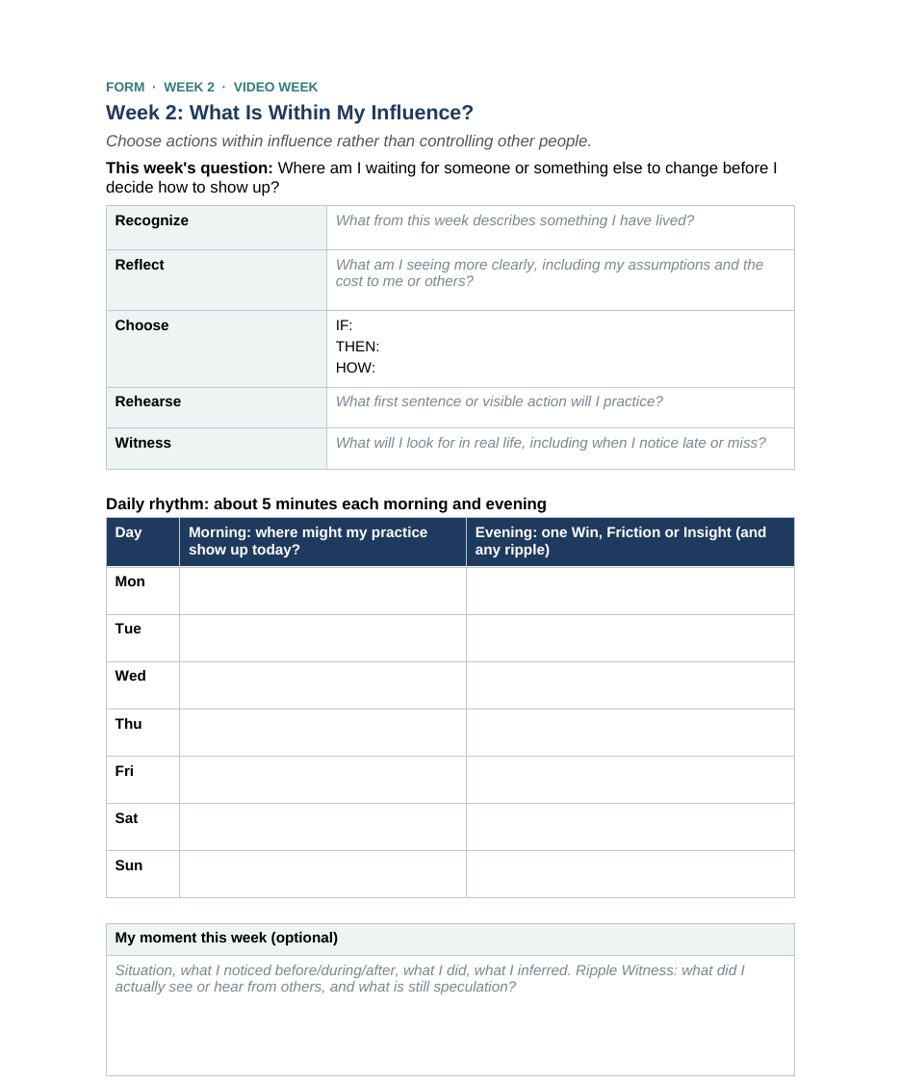 FORM · WEEK 2 · VIDEO WEEK
Week 2: What Is Within My Influence?
Choose actions within influence rather than controlling other people.
This week's question: Where am I waiting for someone or something else to change before I
decide how to show up?
Recognize
What from this week describes something I have lived?
Reflect
What am I seeing more clearly, including my assumptions and the
cost to me or others?
Choose
IF:
THEN:
HOW:
Rehearse
What first sentence or visible action will I practice?
Witness
What will I look for in real life, including when I notice late or miss?
Daily rhythm: about 5 minutes each morning and evening
Day
Morning: where might my practice
show up today?
Evening: one Win, Friction or Insight (and
any ripple)
Mon
Tue
Wed
Thu
Fri
Sat
Sun
My moment this week (optional)
Situation, what I noticed before/during/after, what I did, what I inferred. Ripple Witness: what did I
actually see or hear from others, and what is still speculation?